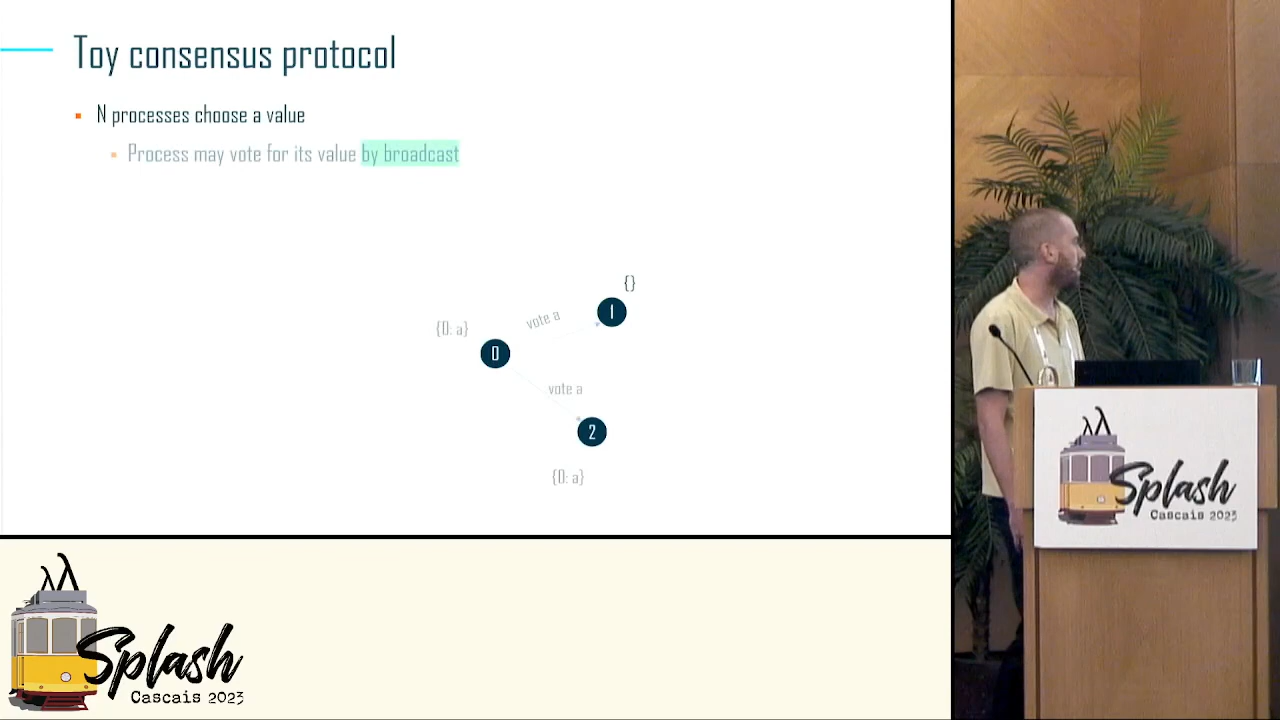 Toy consensus protocol
N processes choose a value
Process may vote for its value by broadcast
{}
vote a
1
{0: a}
0
vote a
2
{0: a}
Splash
Cascais 2023
Splash
Cascais 2023